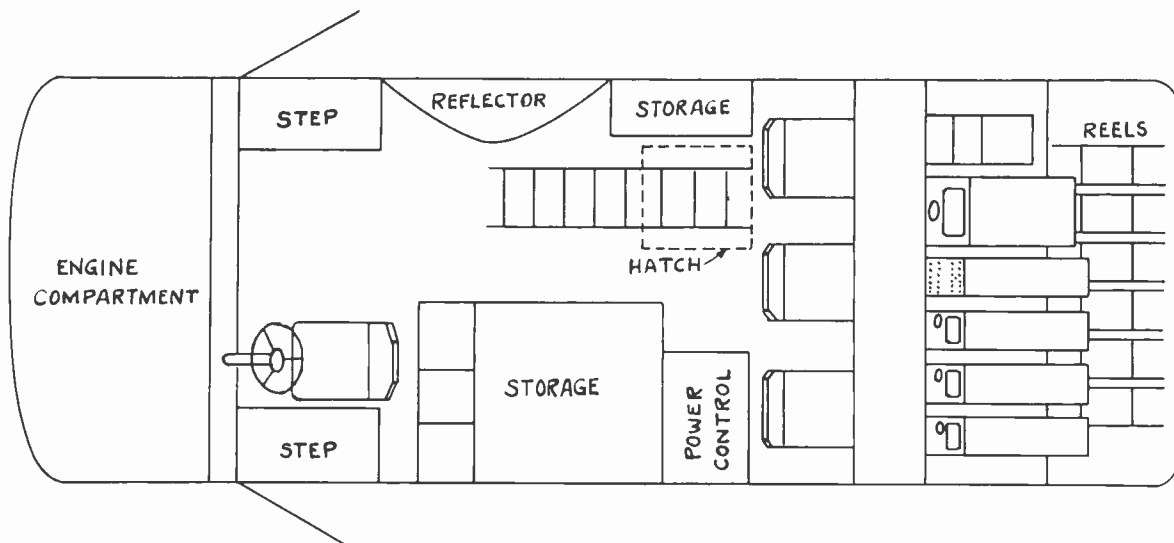 STEP
REFLECTOR
STORAGE
REELS
HATCH
ENGINE
COMPARTMENT
STORAGE
POWER
CONTROL
STEP